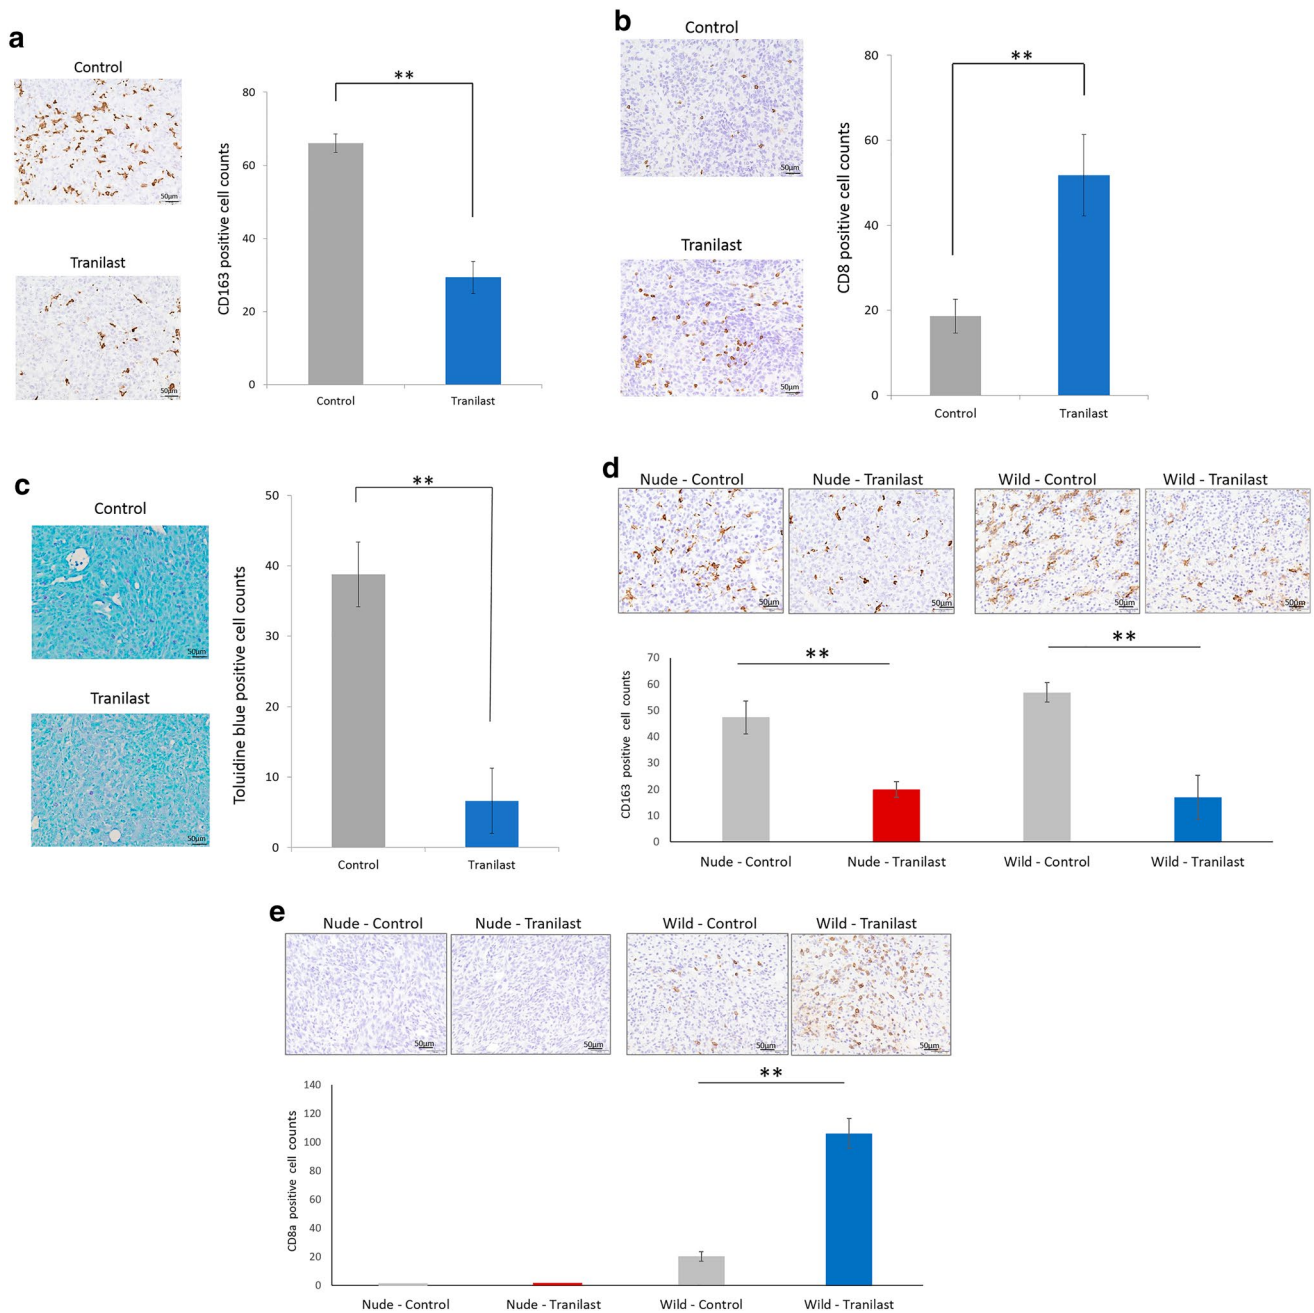 a
Control
50μm
Tranilast
50μm
CD163 positive cell counts
**
80
60
40
20
0
Control
Tranilast
b
Control
50μm
Tranilast
50μm
CD8 positive cell counts
**
80
60
40
20
0
Control
Tranilast
c
Control
50μm
Tranilast
50μm
Toluidine blue positive cell counts
**
50
40
30
20
10
0
Control
Tranilast
d
Nude - Control
Nude - Tranilast
Wild - Control
Wild - Tranilast
50μm
50μm
50μm
50μm
CD163 positive cell counts
**
**
70
60
50
40
30
20
10
0
Nude - Control
Nude - Tranilast
Wild - Control
Wild - Tranilast
e
Nude - Control
Nude - Tranilast
Wild - Control
Wild - Tranilast
50μm
50μm
50μm
50μm
CD8a positive cell counts
**
140
120
100
80
60
40
20
0
Nude - Control
Nude - Tranilast
Wild - Control
Wild - Tranilast